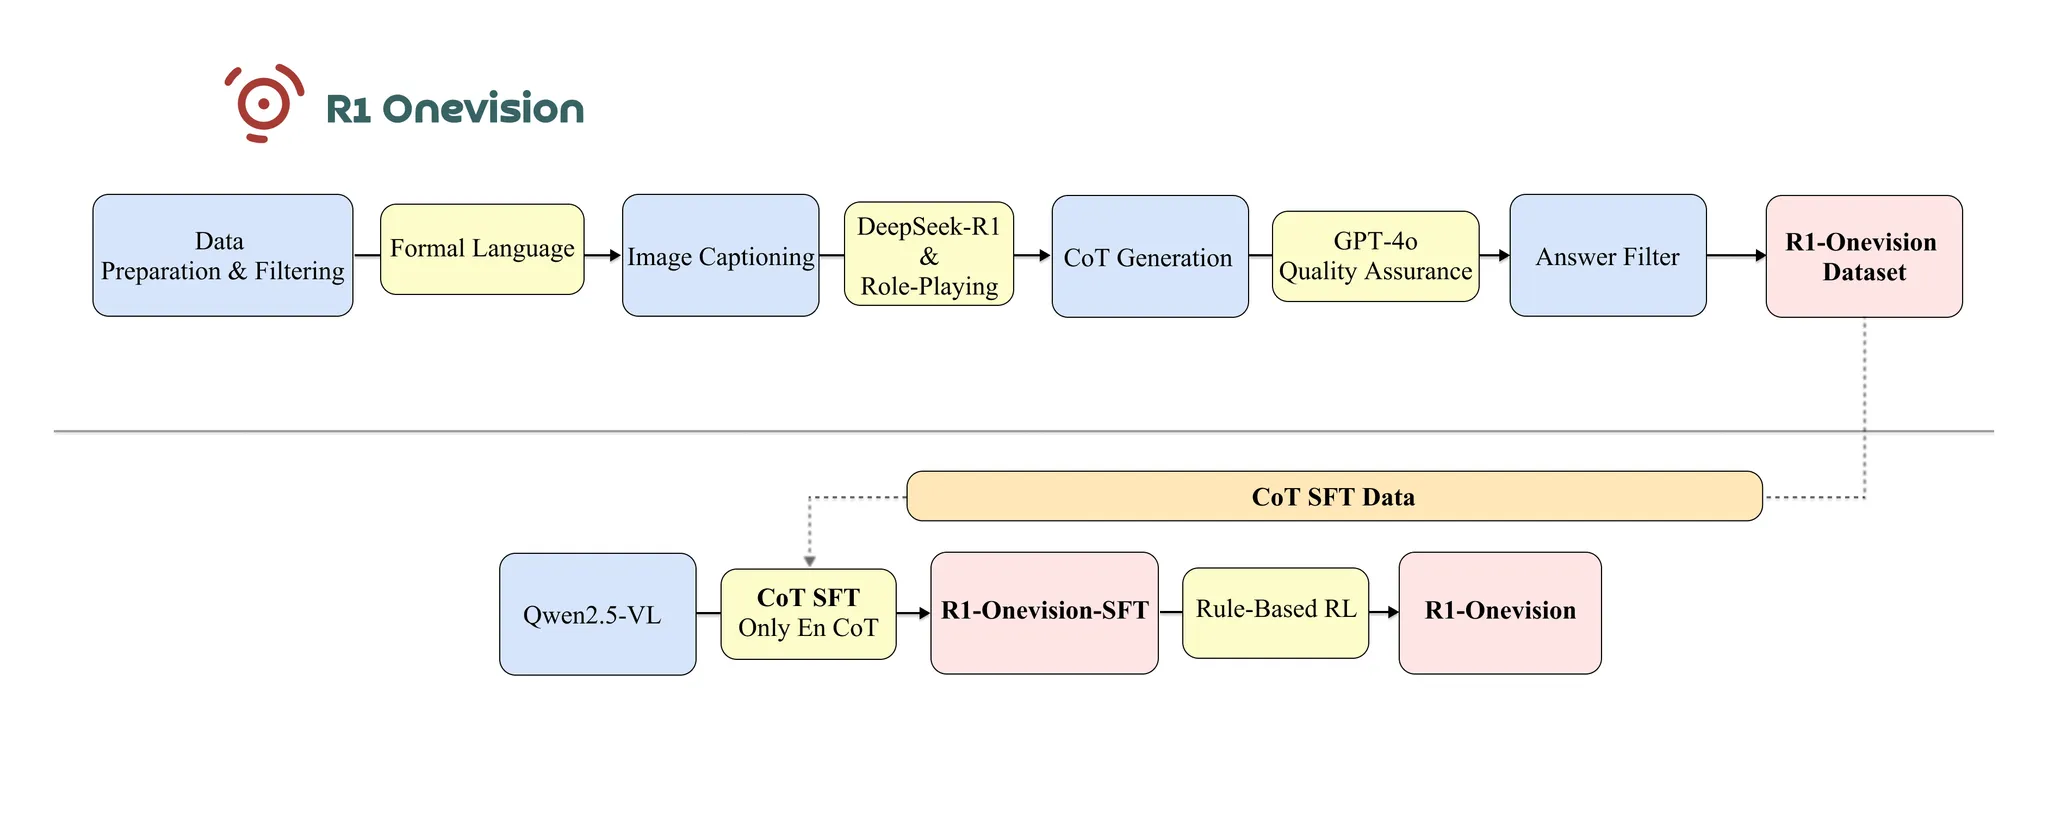 R1 Onevision
Data
Preparation & Filtering
Formal Language
Image Captioning
DeepSeek-R1
&
Role-Playing
CoT Generation
GPT-4o
Quality Assurance
Answer Filter
R1-Onevision
Dataset
CoT SFT Data
Qwen2.5-VL
CoT SFT
Only En CoT
R1-Onevision-SFT
Rule-Based RL
R1-Onevision